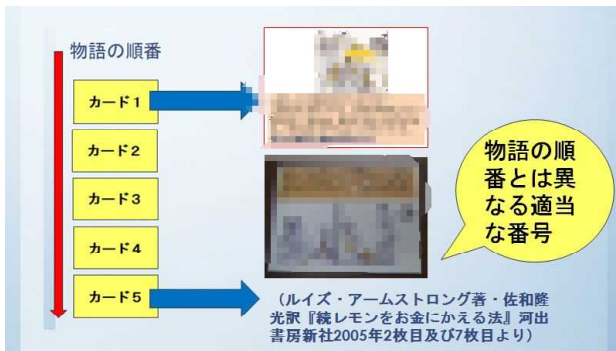 物語の順番
カード1
カード2
カード3
カード4
カード5
物語の順
番とは異
なる適当
な番号
（ルイズ・アームストロング著・佐和隆
光訳『続レモンをお金にかえる法』河出
書房新社2005年2枚目及び7枚目より）